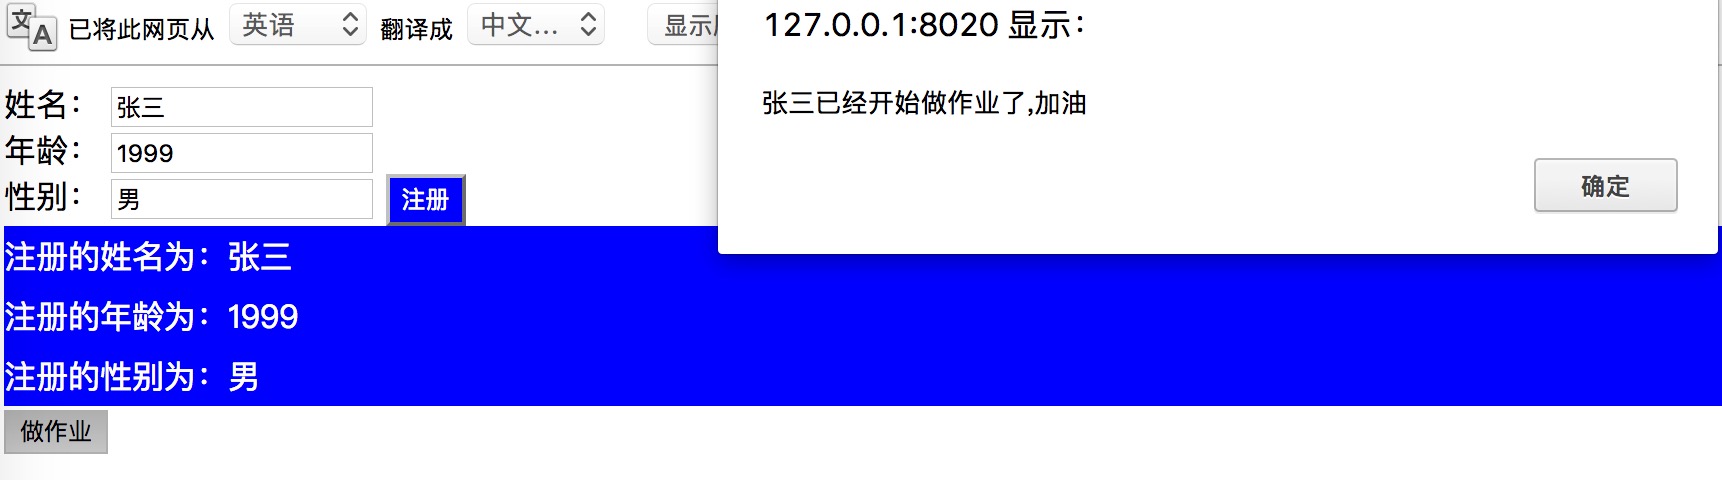 文A 已将此网页从 英语 翻译成 中文... 显示
127.0.0.1:8020 显示：
张三已经开始做作业了,加油
确定
姓名： 张三
年龄： 1999
性别： 男 注册
注册的姓名为：张三
注册的年龄为：1999
注册的性别为：男
做作业